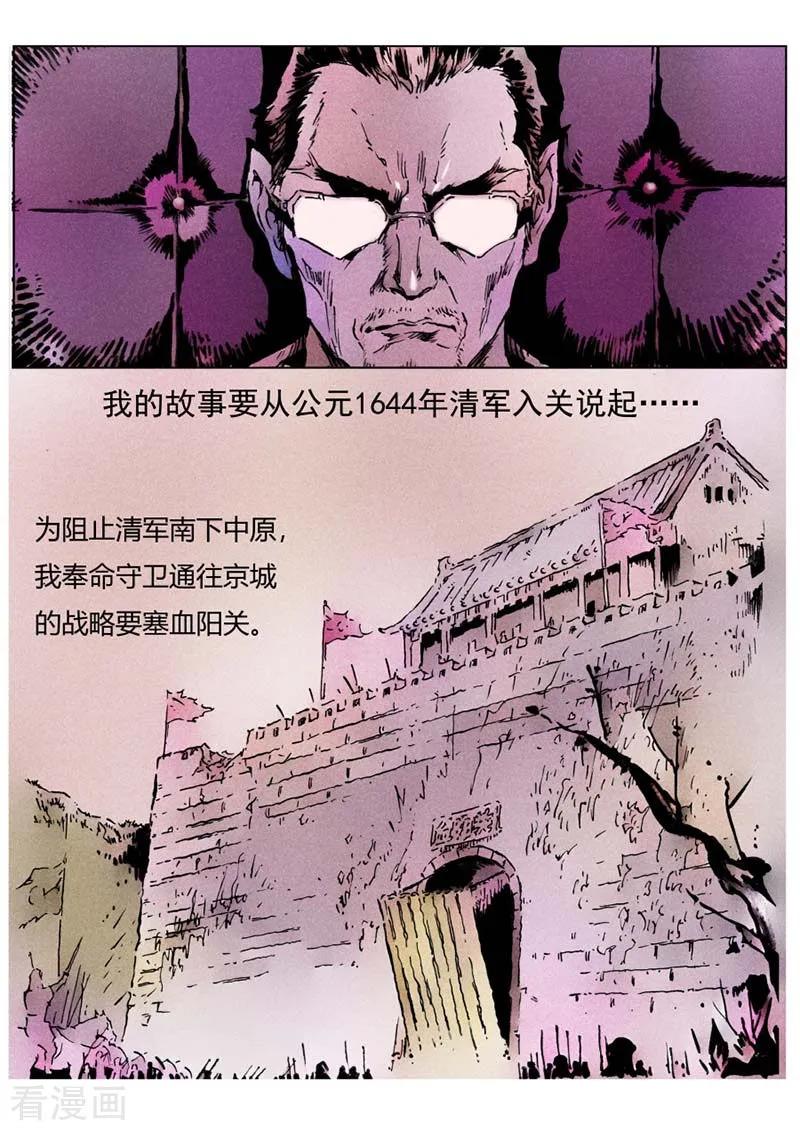 我的故事要从公元1644年清军入关说起……
为阻止清军南下中原，
我奉命守卫通往京城
的战略要塞血阳关。
看漫画